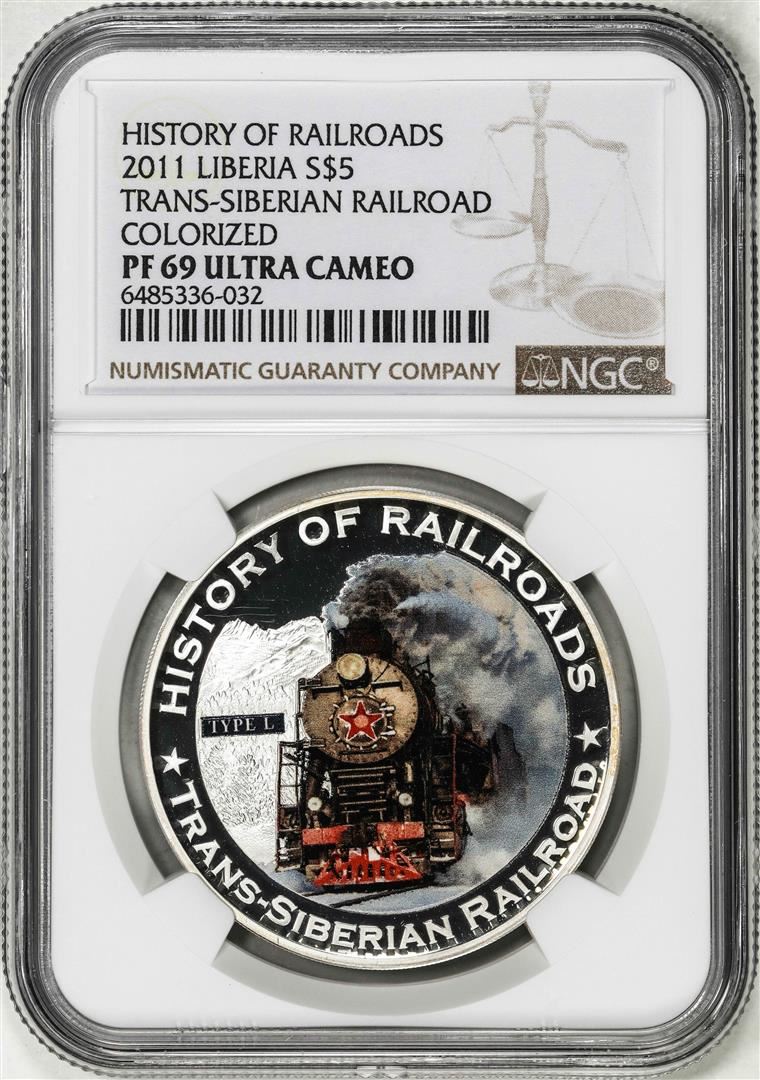 HISTORY OF RAILROADS
2011 LIBERIA S$5
TRANS-SIBERIAN RAILROAD
COLORIZED
PF 69 ULTRA CAMEO
6485336-032
NUMISMATIC GUARANTY COMPANY
NGC®
HISTORY OF RAILROADS
TYPE L
★ TRANS-SIBERIAN RAILROAD ★